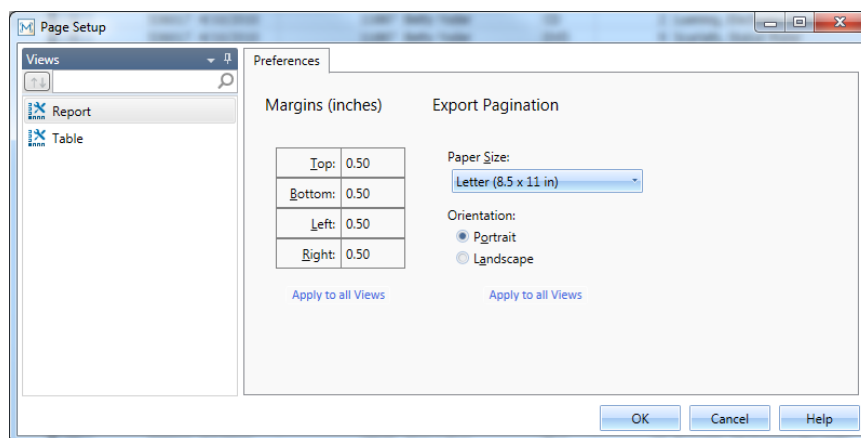 Page Setup
Views
Preferences
Report
Table
Margins (inches)
Export Pagination
Top: 0.50
Bottom: 0.50
Left: 0.50
Right: 0.50
Paper Size:
Letter (8.5 x 11 in)
Orientation:
Portrait
Landscape
Apply to all Views
Apply to all Views
OK
Cancel
Help